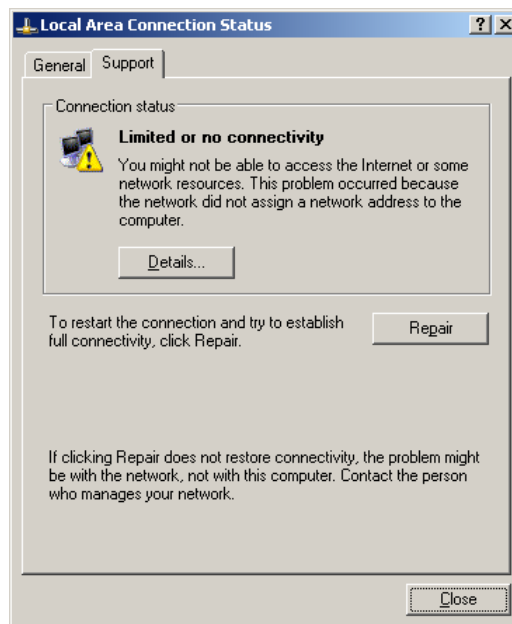 Local Area Connection Status
General Support
Connection status
Limited or no connectivity
You might not be able to access the Internet or some
network resources. This problem occurred because
the network did not assign a network address to the
computer.
Details...
To restart the connection and try to establish
full connectivity, click Repair.
Repair
If clicking Repair does not restore connectivity, the problem might
be with the network, not with this computer. Contact the person
who manages your network.
Close